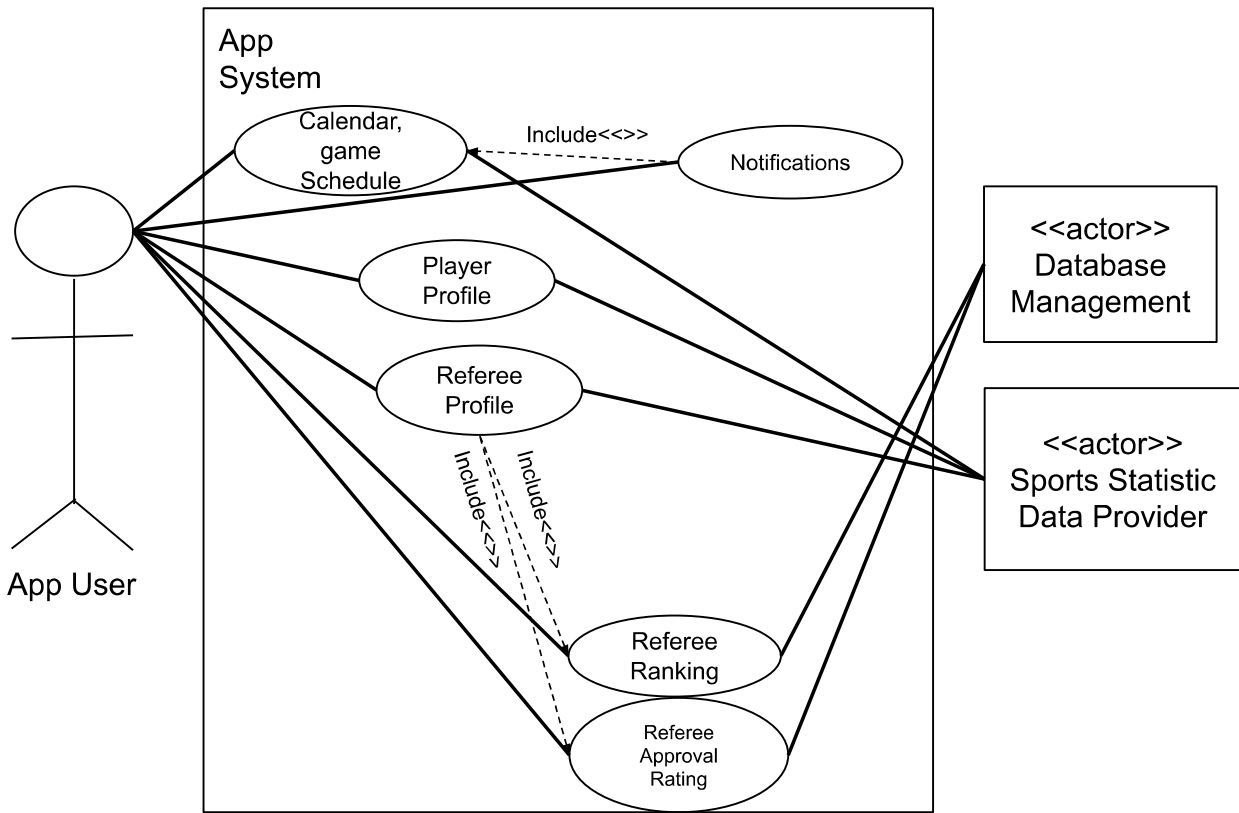 App
System
Calendar,
game
Schedule
Include<<>>
Notifications
<<actor>>
Database
Management
Player
Profile
Referee
Profile
<<actor>>
Sports Statistic
Data Provider
Include<<>>
Include<<>>
App User
Referee
Ranking
Referee
Approval
Rating